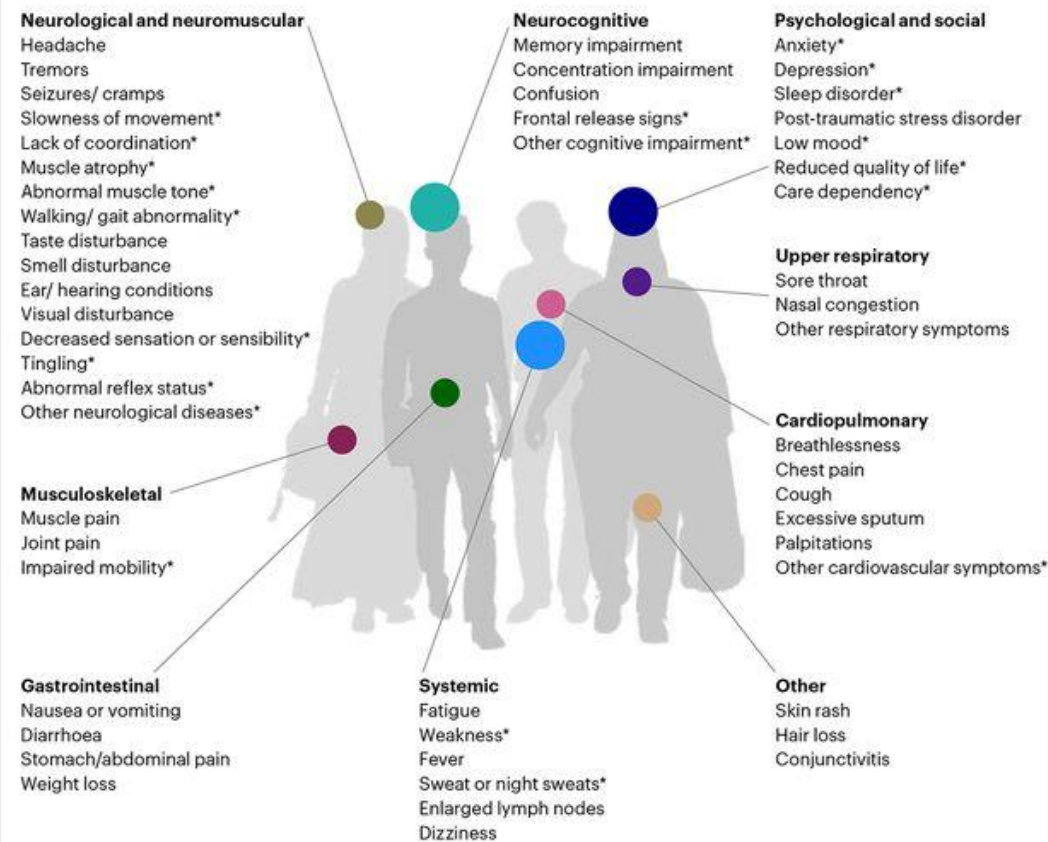 Neurological and neuromuscular
Headache
Tremors
Seizures/ cramps
Slowness of movement*
Lack of coordination*
Muscle atrophy*
Abnormal muscle tone*
Walking/ gait abnormality*
Taste disturbance
Smell disturbance
Ear/ hearing conditions
Visual disturbance
Decreased sensation or sensibility*
Tingling*
Abnormal reflex status*
Other neurological diseases*
Neurocognitive
Memory impairment
Concentration impairment
Confusion
Frontal release signs*
Other cognitive impairment*
Psychological and social
Anxiety*
Depression*
Sleep disorder*
Post-traumatic stress disorder
Low mood*
Reduced quality of life*
Care dependency*
Upper respiratory
Sore throat
Nasal congestion
Other respiratory symptoms
Cardiopulmonary
Breathlessness
Chest pain
Cough
Excessive sputum
Palpitations
Other cardiovascular symptoms*
Musculoskeletal
Muscle pain
Joint pain
Impaired mobility*
Gastrointestinal
Nausea or vomiting
Diarrhoea
Stomach/abdominal pain
Weight loss
Systemic
Fatigue
Weakness*
Fever
Sweat or night sweats*
Enlarged lymph nodes
Dizziness
Other
Skin rash
Hair loss
Conjunctivitis